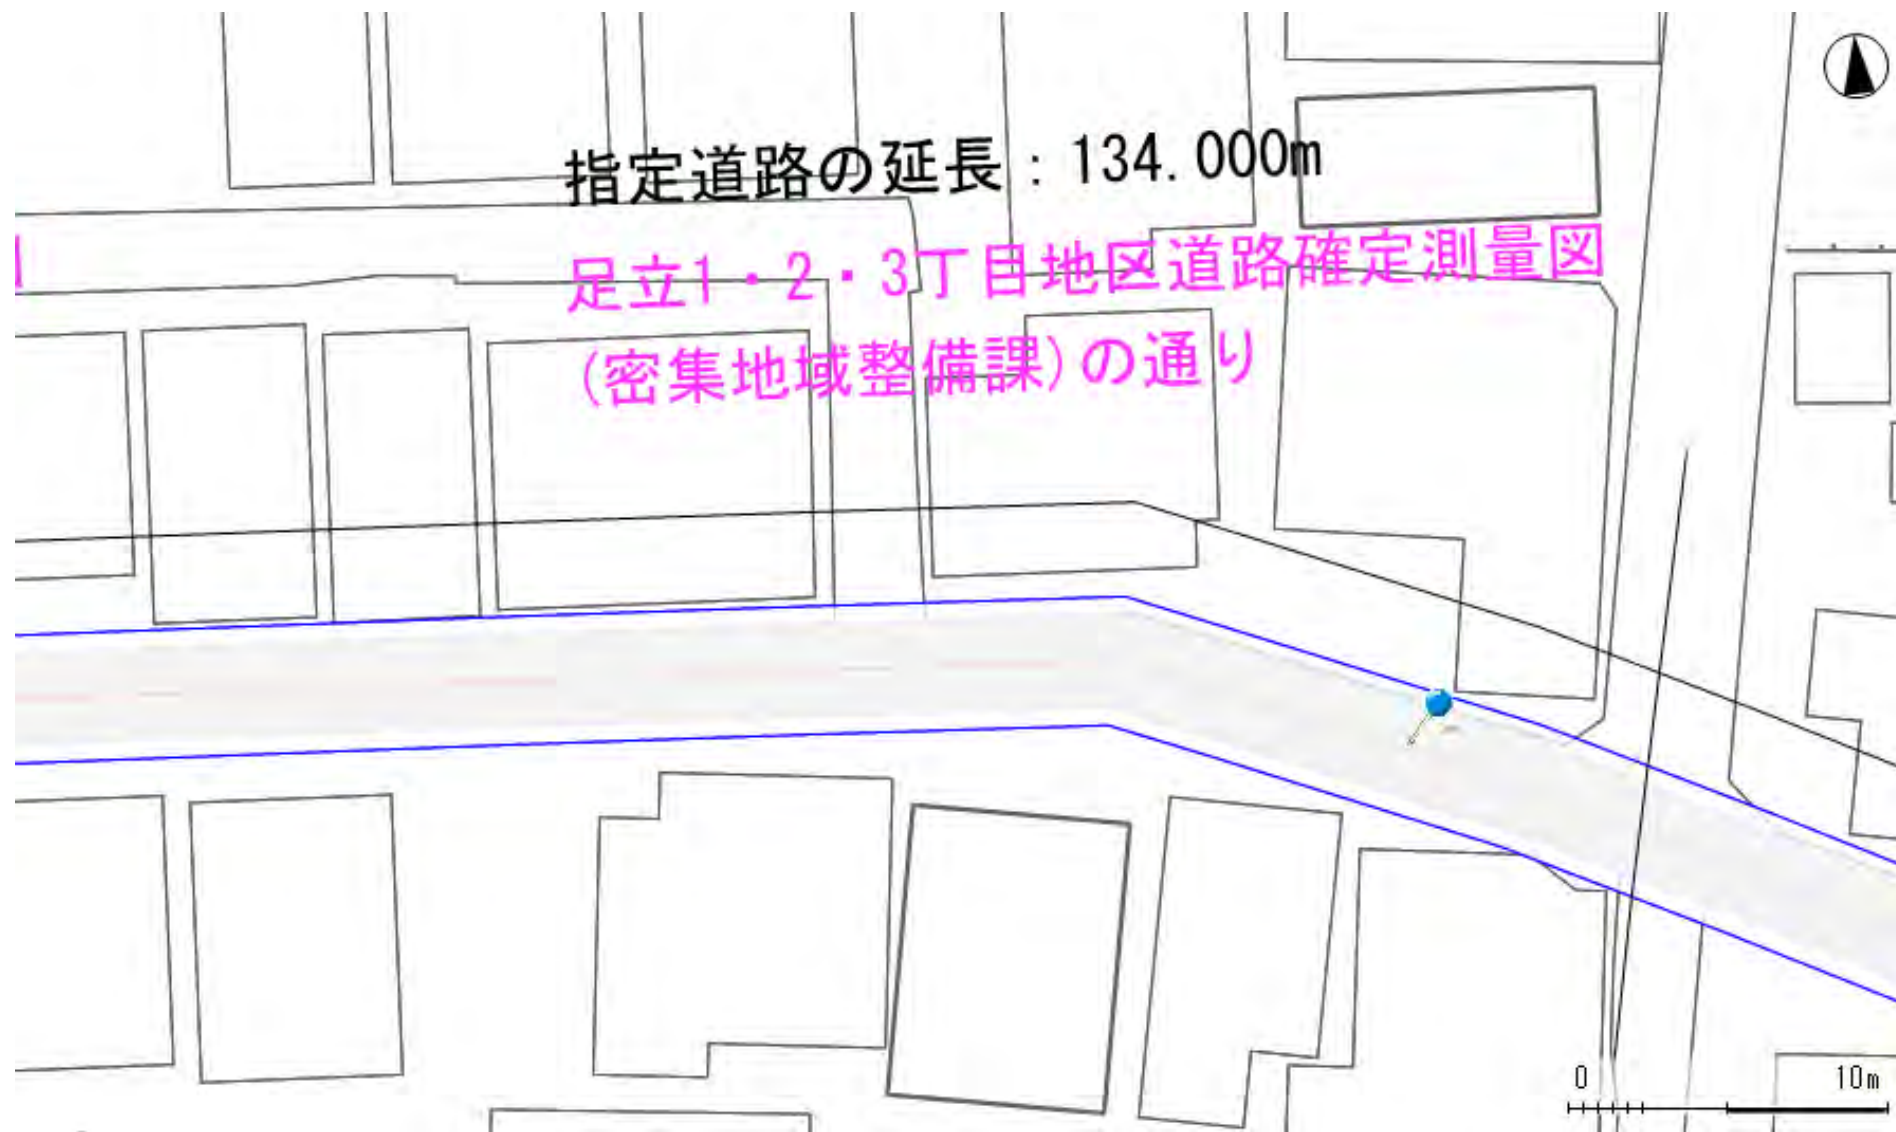 指定道路の延長：134.000m
足立1・2・3丁目地区道路確定測量図
(密集地域整備課)の通り
0 10m